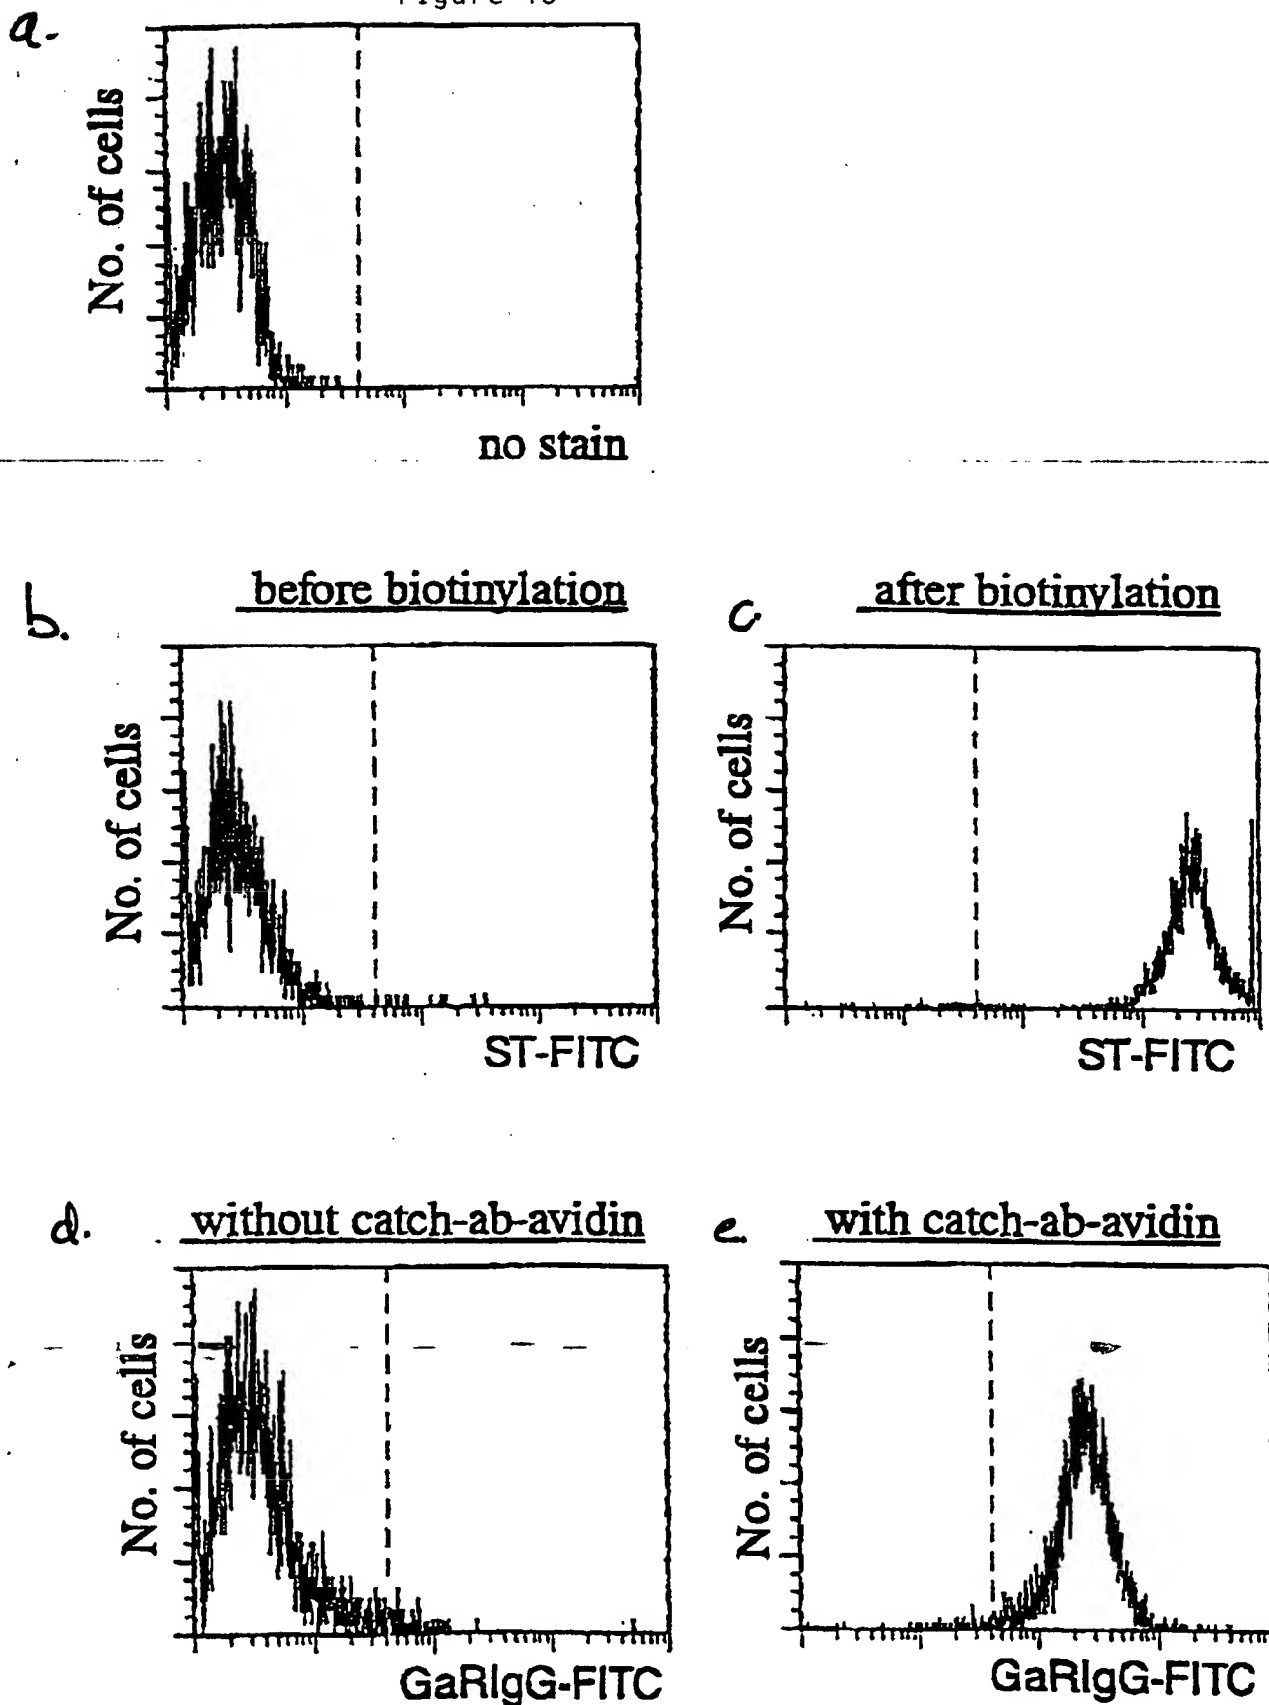 a.
No. of cells
no stain
b.
before biotinylation
No. of cells
ST-FITC
c
after biotinylation
No. of cells
ST-FITC
d.
without catch-ab-avidin
No. of cells
GaRIgG-FITC
e.
with catch-ab-avidin
No. of cells
GaRIgG-FITC